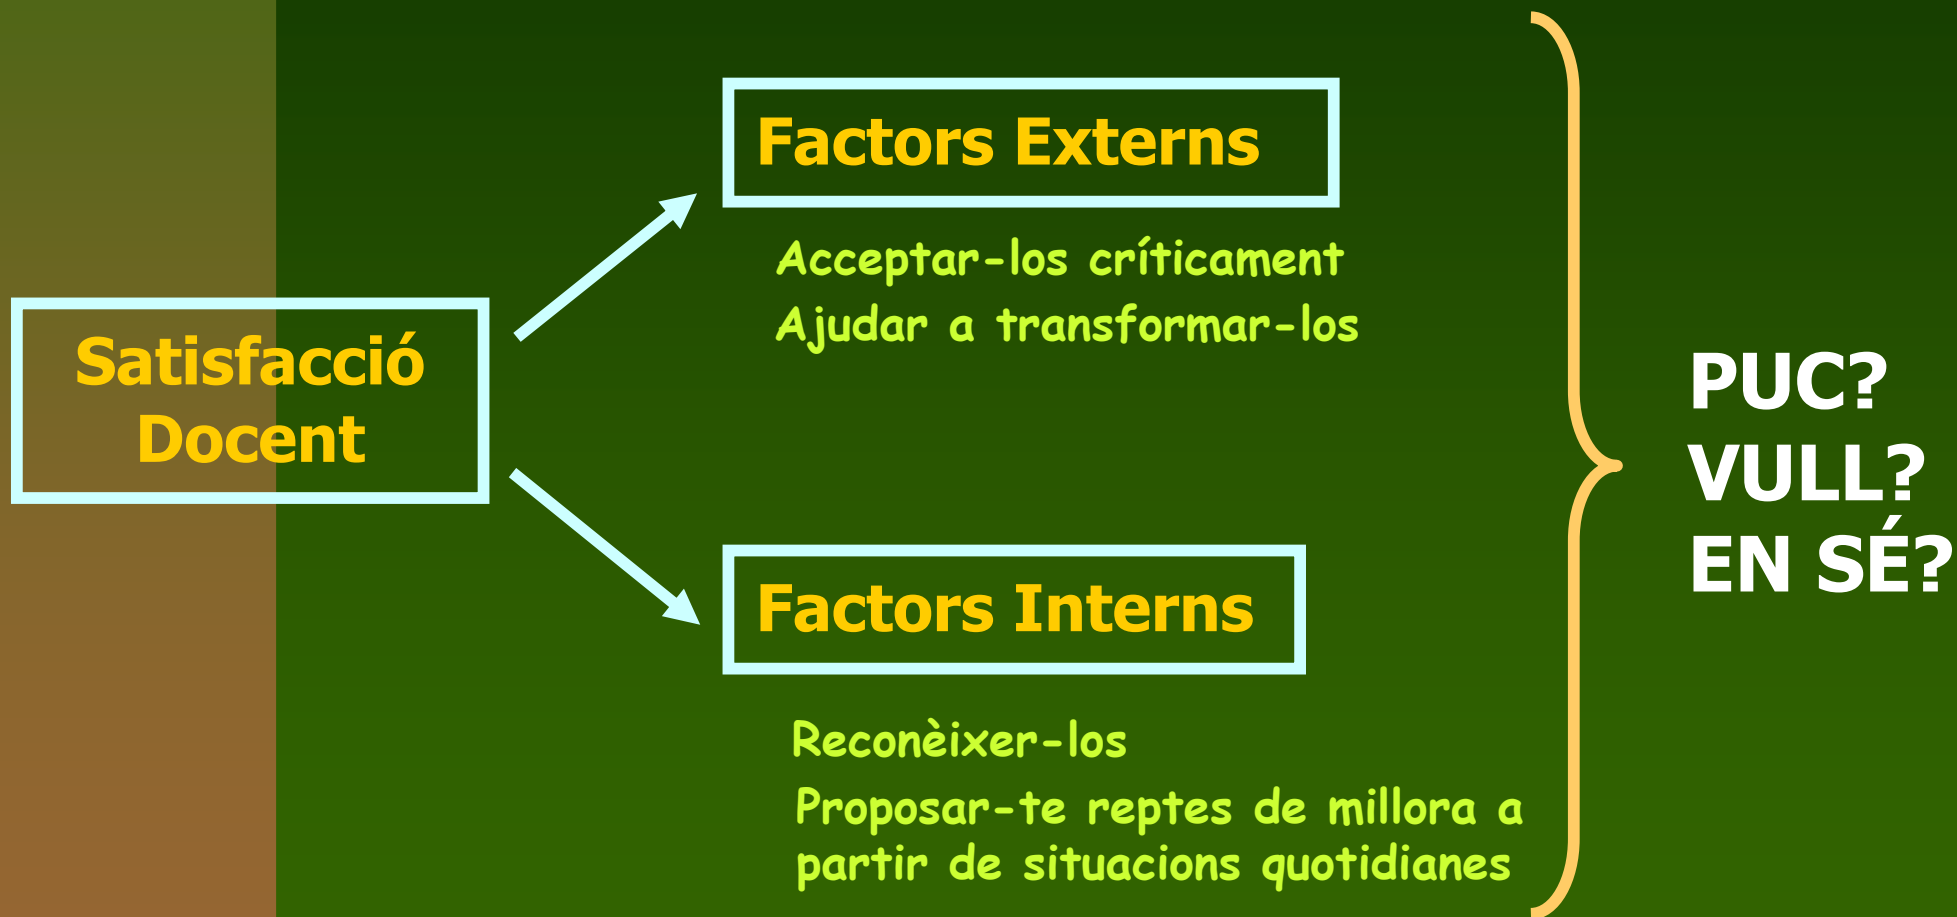 Satisfacció
Docent
Factors Externs
Acceptar-los críticament
Ajudar a transformar-los
Factors Interns
Reconèixer-los
Proposar-te reptes de millora a
partir de situacions quotidianes
PUC?
VULL?
EN SÉ?